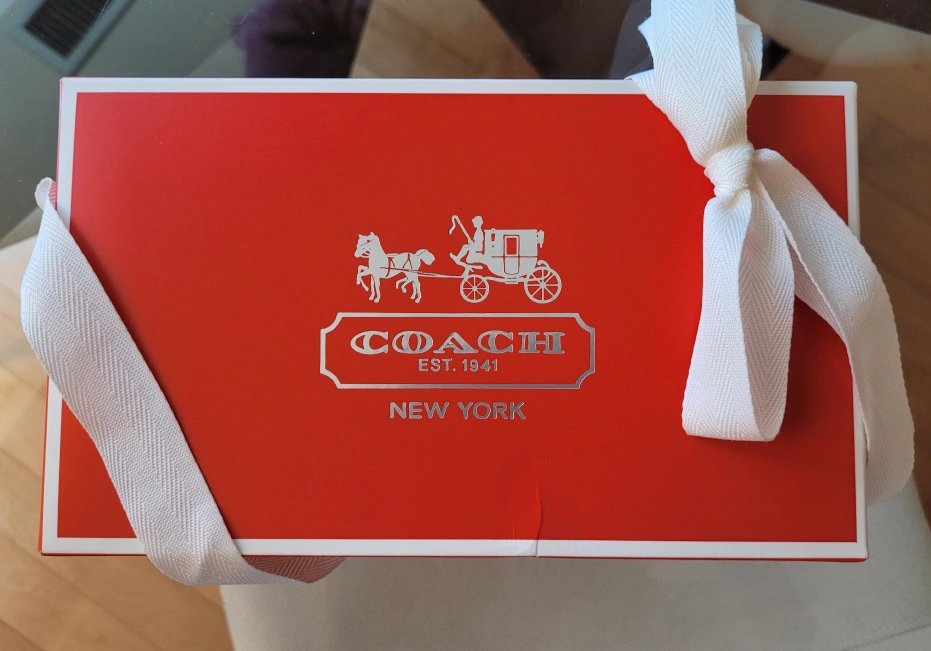 COACH
EST. 1941
NEW YORK